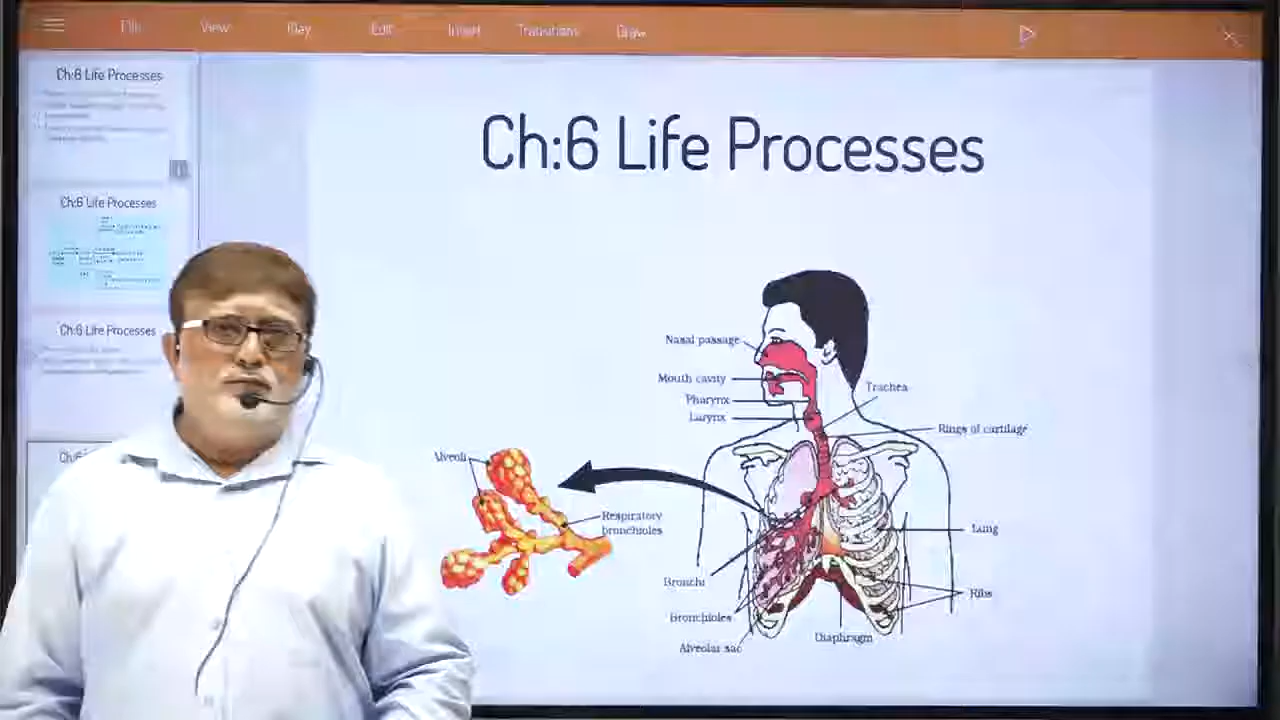 File View Play Edit Insert Transitions Draw
Ch:6 Life Processes
Ch:6 Life Processes
Ch:6 Life Processes
Ch:6 Life Processes
Nasal passage
Mouth cavity
Pharynx
Larynx
Trachea
Rings of cartilage
Alveoli
Respiratory
bronchioles
Lung
Bronchi
Ribs
Bronchioles
Diaphragm
Alveolar sac